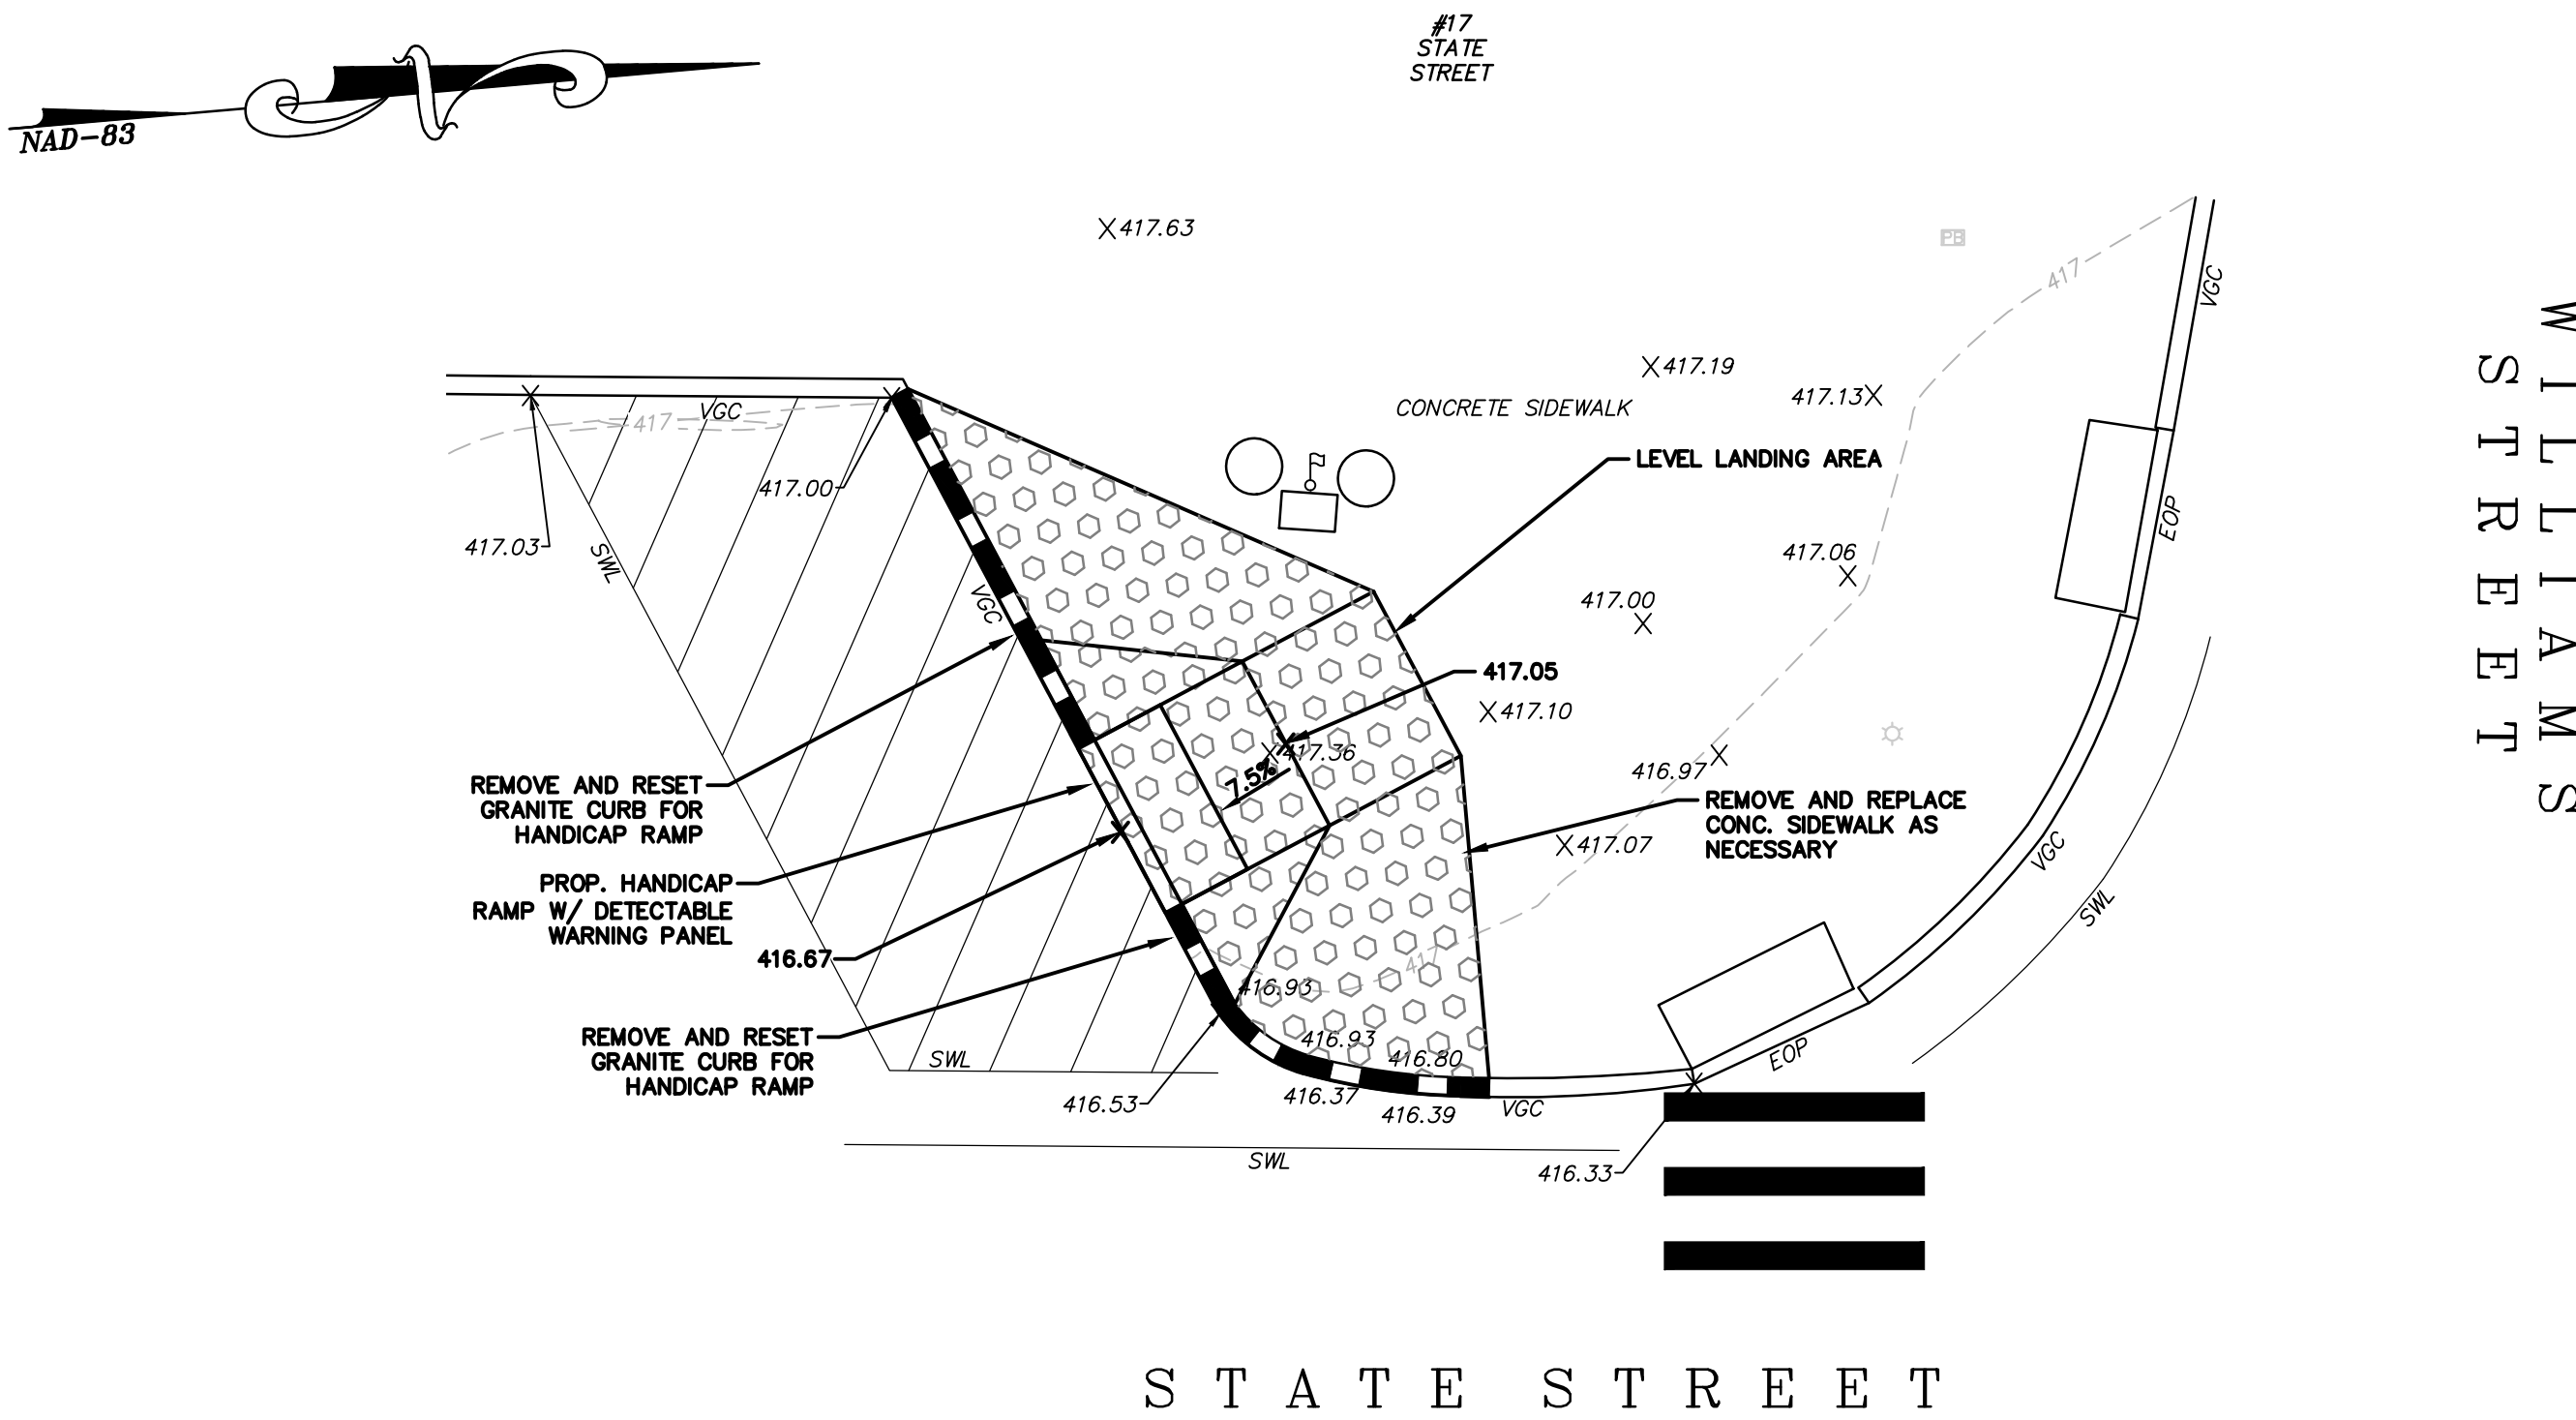 #17
STATE
STREET
NAD-83
417.63
PB
417
VGC
417.19
417.13
CONCRETE SIDEWALK
VGC
417
LEVEL LANDING AREA
417.00
417.03
SWL
EOP
417.06
417.00
VGC
417.05
417.10
417.36
7.5%
416.97
REMOVE AND RESET
GRANITE CURB FOR
HANDICAP RAMP
REMOVE AND REPLACE
CONC. SIDEWALK AS
NECESSARY
417.07
VGC
PROP. HANDICAP
RAMP W/ DETECTABLE
WARNING PANEL
SWL
416.67
417
416.93
REMOVE AND RESET
GRANITE CURB FOR
HANDICAP RAMP
416.93
416.80
SWL
EOP
416.53
416.37
416.39
VGC
SWL
416.33
WILLIAMS
STREET
STATE STREET